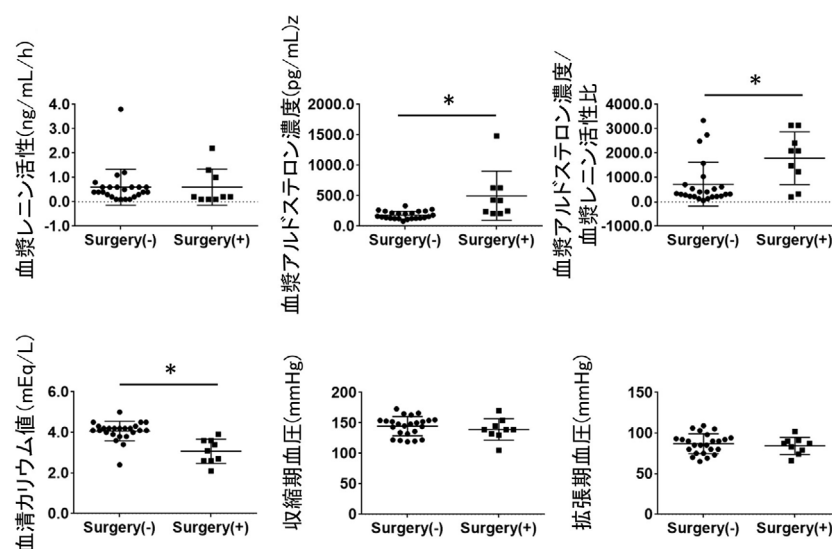 血漿レニン活性(ng/mL/h)
4.0
3.0
2.0
1.0
0.0
-1.0
Surgery(-) Surgery(+)
血漿アルドステロン濃度(pg/mL)z
2000.0
1500.0
1000.0
500.0
0.0
*
Surgery(-) Surgery(+)
血漿アルドステロン濃度/
血漿レニン活性比
4000.0
3000.0
2000.0
1000.0
0.0
-1000.0
*
Surgery(-) Surgery(+)
血清カリウム値(mEq/L)
6.0
4.0
2.0
0.0
*
Surgery(-) Surgery(+)
収縮期血圧(mmHg)
200
150
100
50
0
Surgery(-) Surgery(+)
拡張期血圧(mmHg)
150
100
50
0
Surgery(-) Surgery(+)